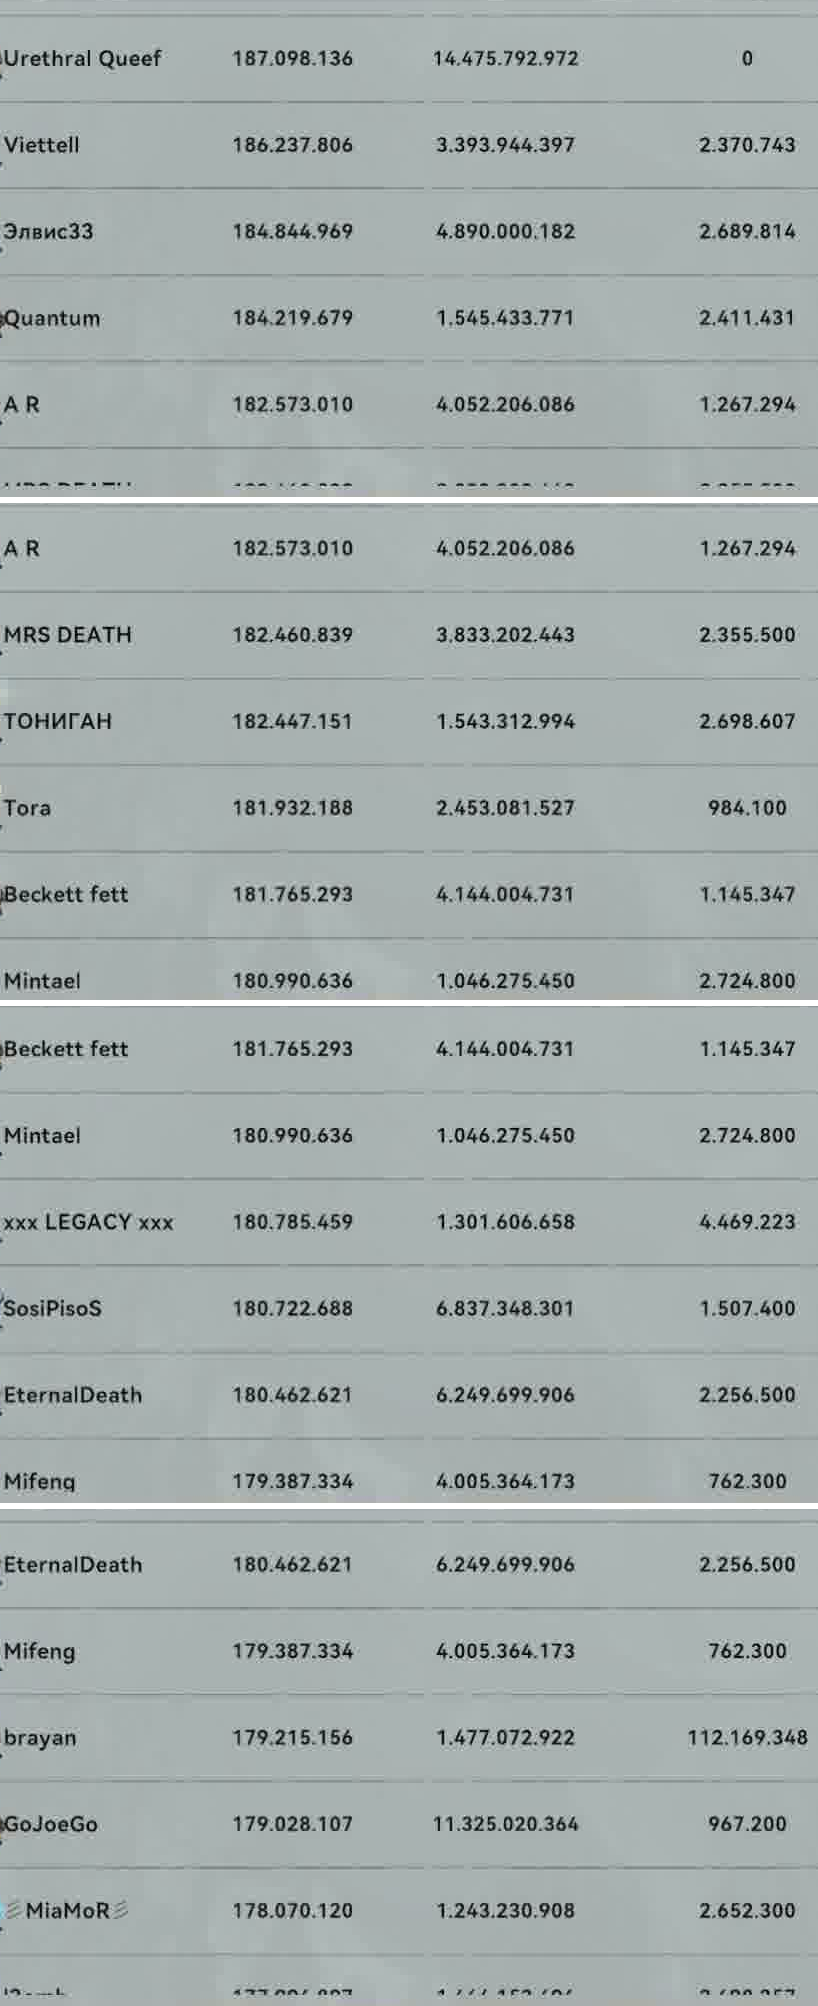 Urethral Queef 187.098.136 14.475.792.972 0
Viettell 186.237.806 3.393.944.397 2.370.743
Элвис33 184.844.969 4.890.000.182 2.689.814
Quantum 184.219.679 1.545.433.771 2.411.431
A R 182.573.010 4.052.206.086 1.267.294
A R 182.573.010 4.052.206.086 1.267.294
MRS DEATH 182.460.839 3.833.202.443 2.355.500
ТОНИГАН 182.447.151 1.543.312.994 2.698.607
Tora 181.932.188 2.453.081.527 984.100
Beckett fett 181.765.293 4.144.004.731 1.145.347
Mintael 180.990.636 1.046.275.450 2.724.800
Beckett fett 181.765.293 4.144.004.731 1.145.347
Mintael 180.990.636 1.046.275.450 2.724.800
xxx LEGACY xxx 180.785.459 1.301.606.658 4.469.223
SosiPisoS 180.722.688 6.837.348.301 1.507.400
EternalDeath 180.462.621 6.249.699.906 2.256.500
Mifeng 179.387.334 4.005.364.173 762.300
EternalDeath 180.462.621 6.249.699.906 2.256.500
Mifeng 179.387.334 4.005.364.173 762.300
brayan 179.215.156 1.477.072.922 112.169.348
GoJoeGo 179.028.107 11.325.020.364 967.200
彡MiaMoR彡 178.070.120 1.243.230.908 2.652.300